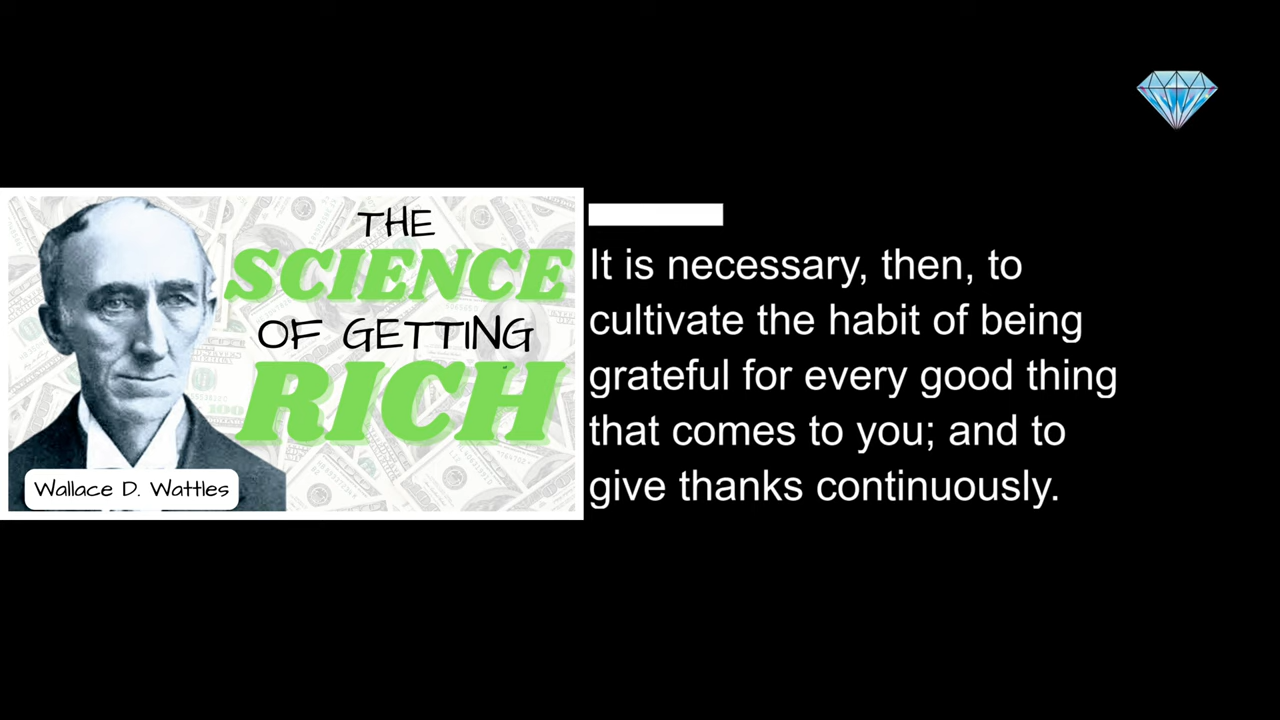 THE
SCIENCE
OF GETTING
RICH
Wallace D. Wattles
It is necessary, then, to
cultivate the habit of being
grateful for every good thing
that comes to you; and to
give thanks continuously.